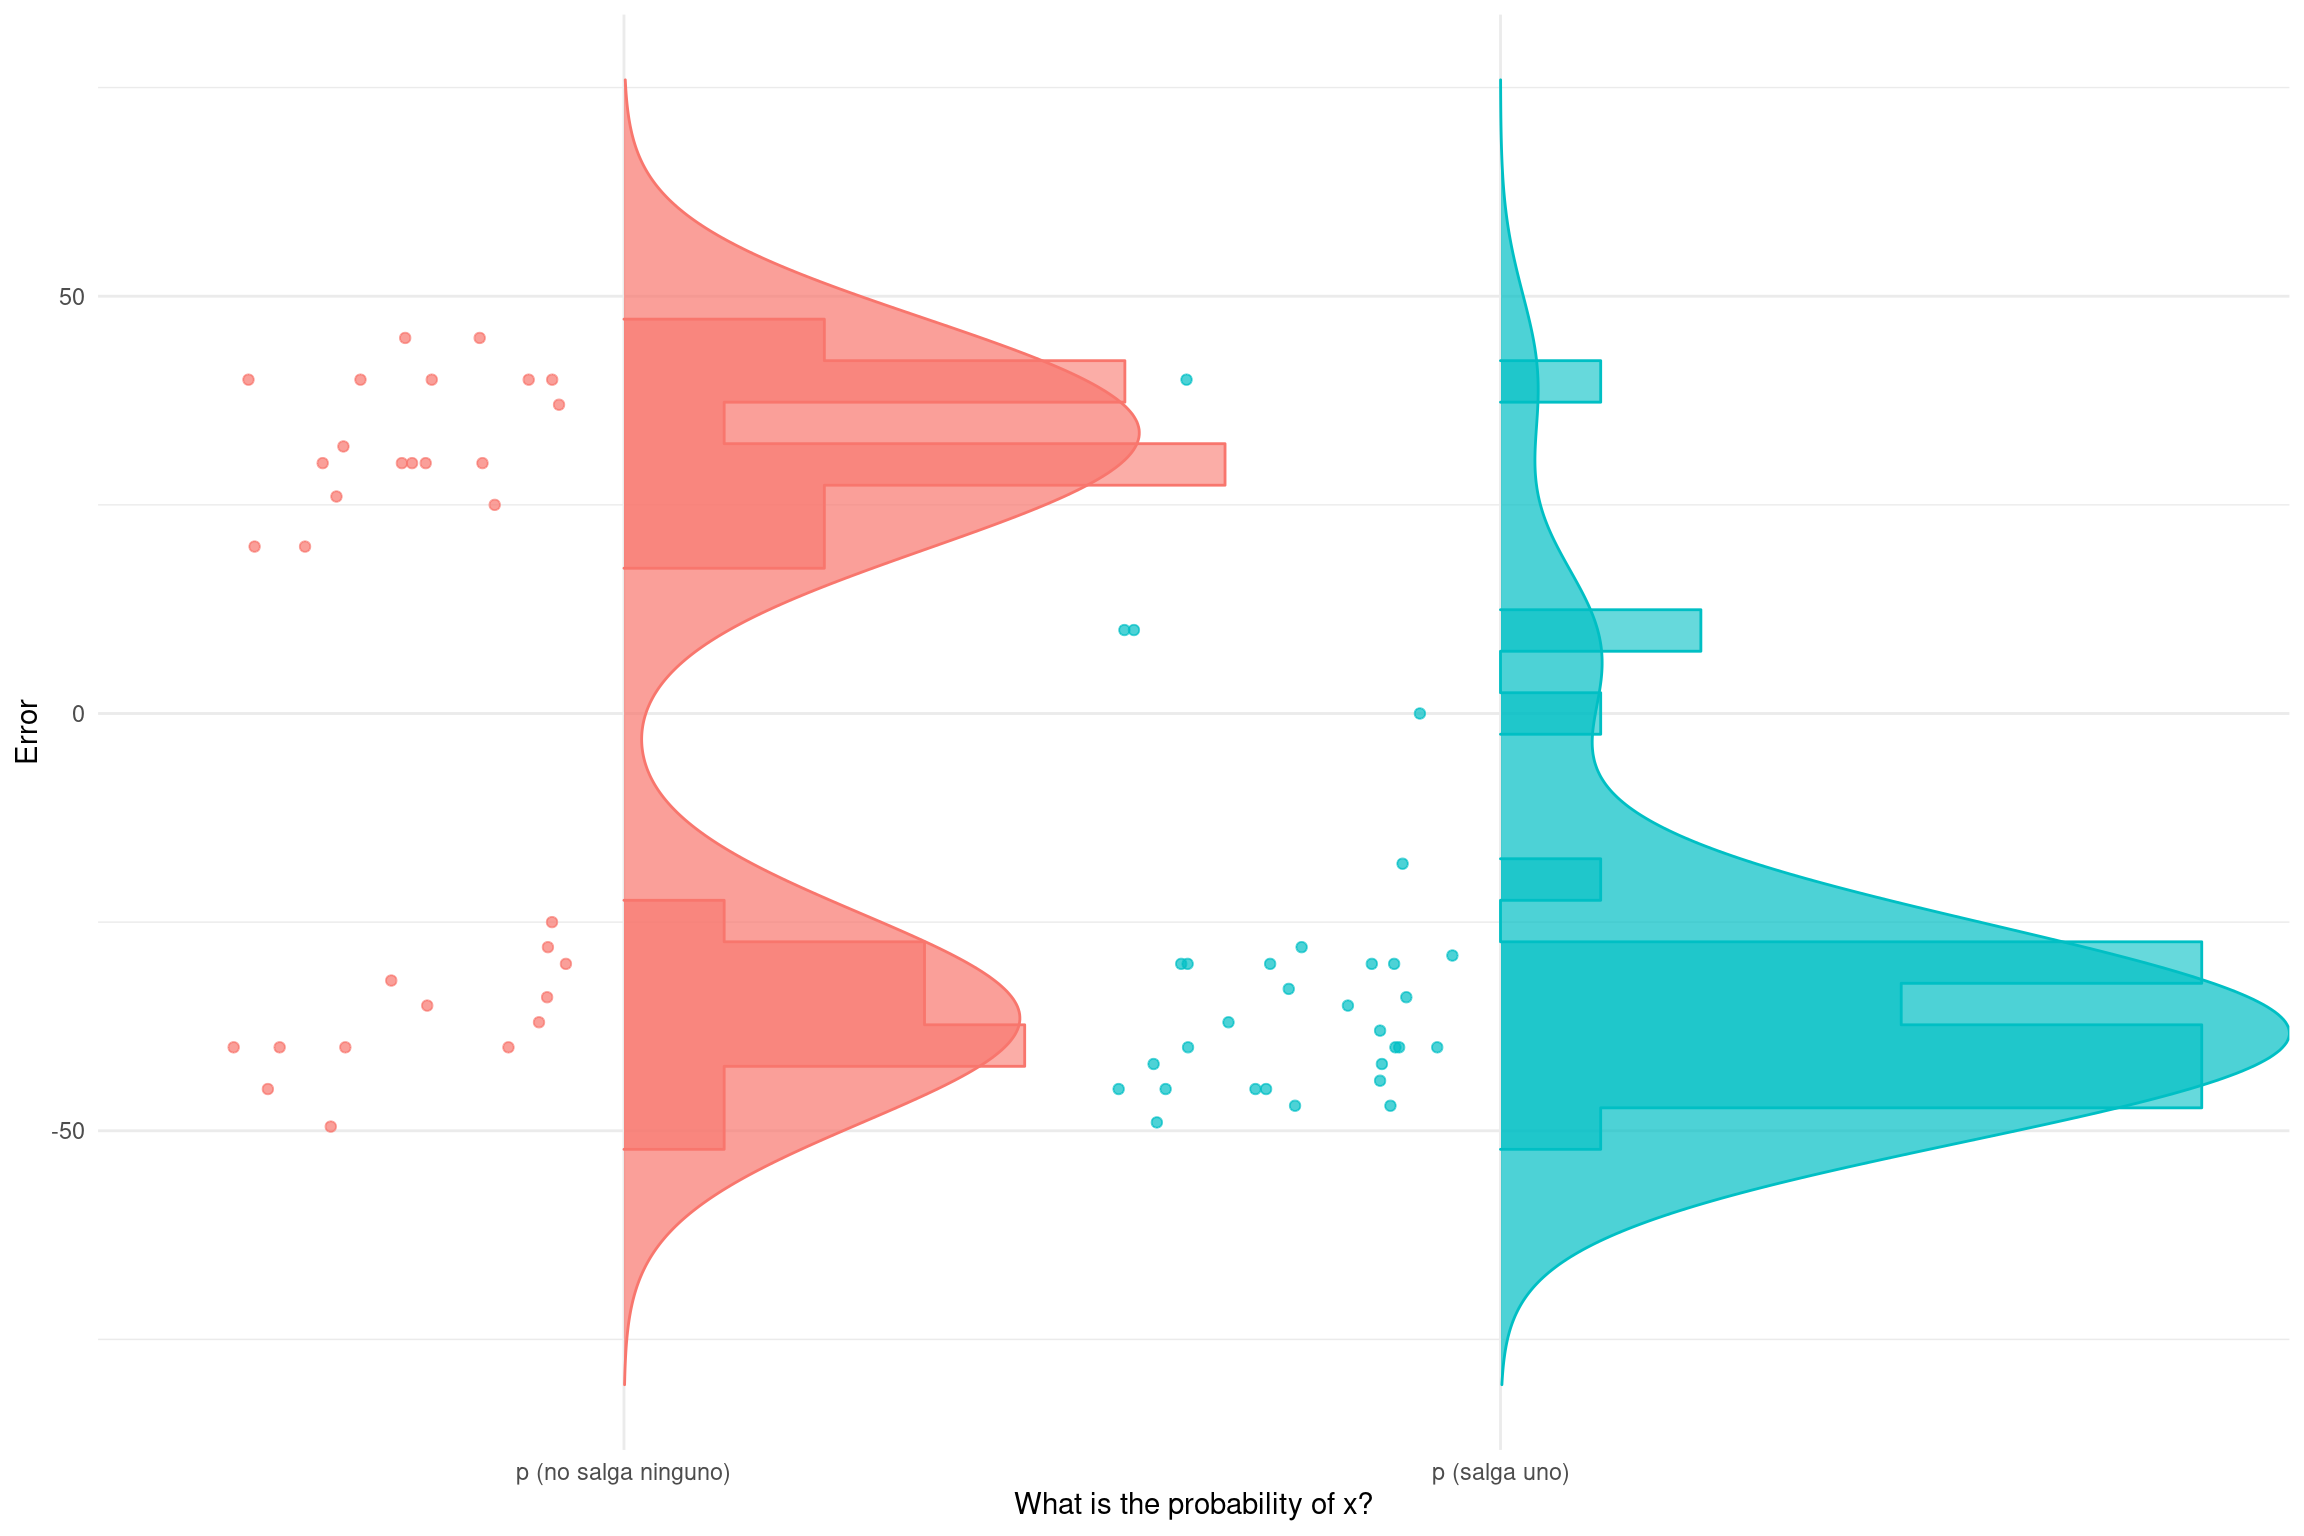 50
0
-50
Error
p (no salga ninguno)
p (salga uno)
What is the probability of x?